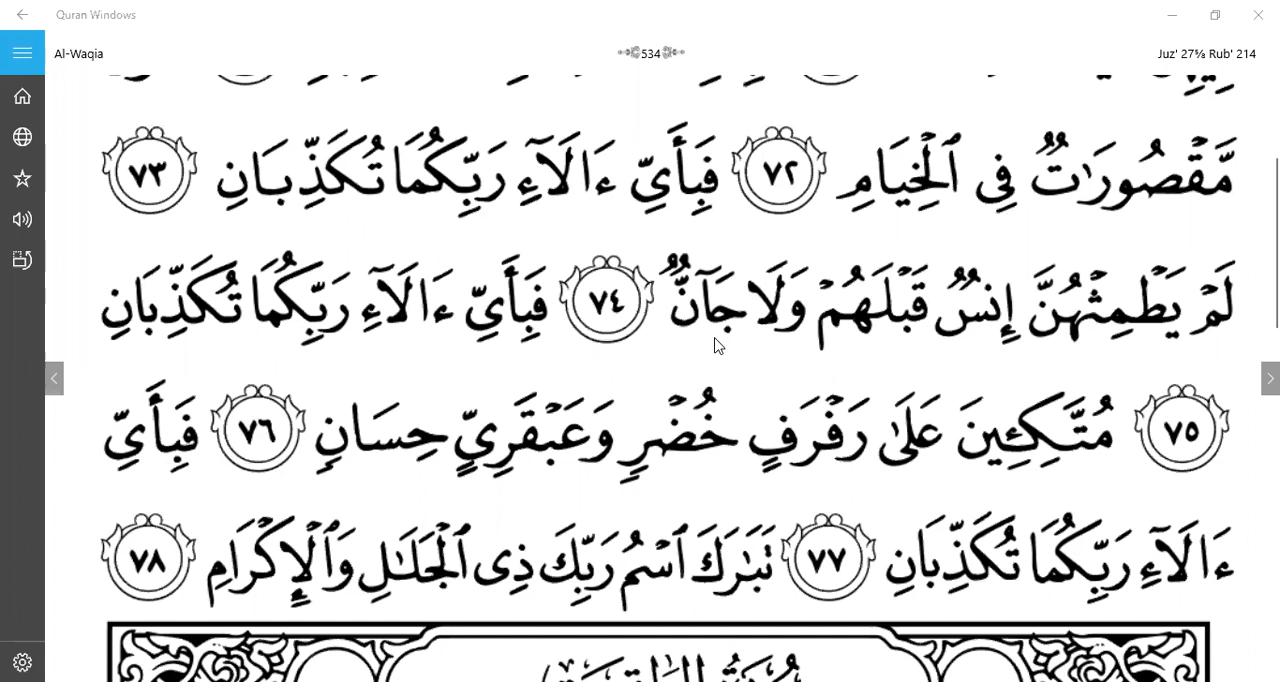 Quran Windows
Al-Waqia
534
Juz' 27⅝ Rub' 214
مَّقْصُورَٰتٌ فِى ٱلْخِيَامِ ٧٢ فَبِأَىِّ ءَالَآءِ رَبِّكُمَا تُكَذِّبَانِ ٧٣
لَمْ يَطْمِثْهُنَّ إِنسٌ قَبْلَهُمْ وَلَا جَآنٌّ ٧٤ فَبِأَىِّ ءَالَآءِ رَبِّكُمَا تُكَذِّبَانِ
٧٥ مُتَّكِـِٔينَ عَلَىٰ رَفْرَفٍ خُضْرٍ وَعَبْقَرِىٍّ حِسَانٍ ٧٦ فَبِأَىِّ
ءَالَآءِ رَبِّكُمَا تُكَذِّبَانِ ٧٧ تَبَٰرَكَ ٱسْمُ رَبِّكَ ذِى ٱلْجَلَٰلِ وَٱلْإِكْرَامِ ٧٨